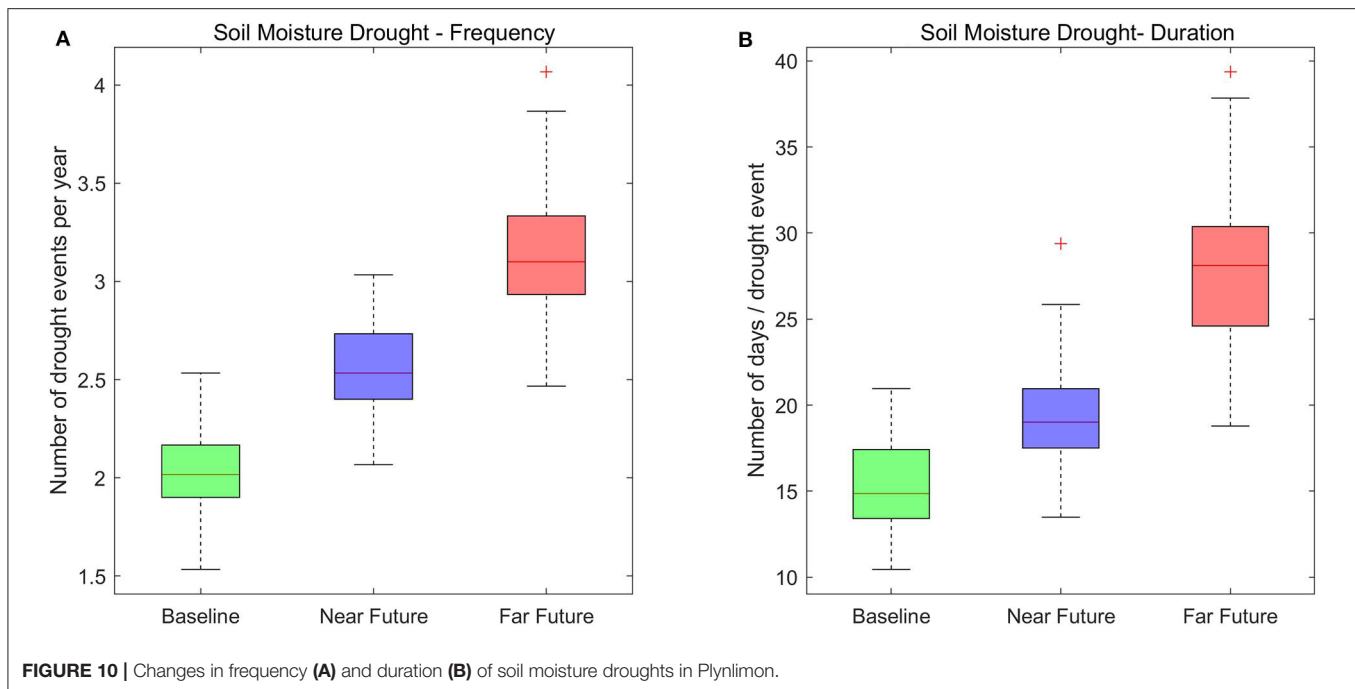 A
Soil Moisture Drought - Frequency
Number of drought events per year
4
3.5
3
2.5
2
1.5
Baseline
Near Future
Far Future
B
Soil Moisture Drought- Duration
Number of days / drought event
40
35
30
25
20
15
10
Baseline
Near Future
Far Future
FIGURE 10 | Changes in frequency (A) and duration (B) of soil moisture droughts in Plynlimon.